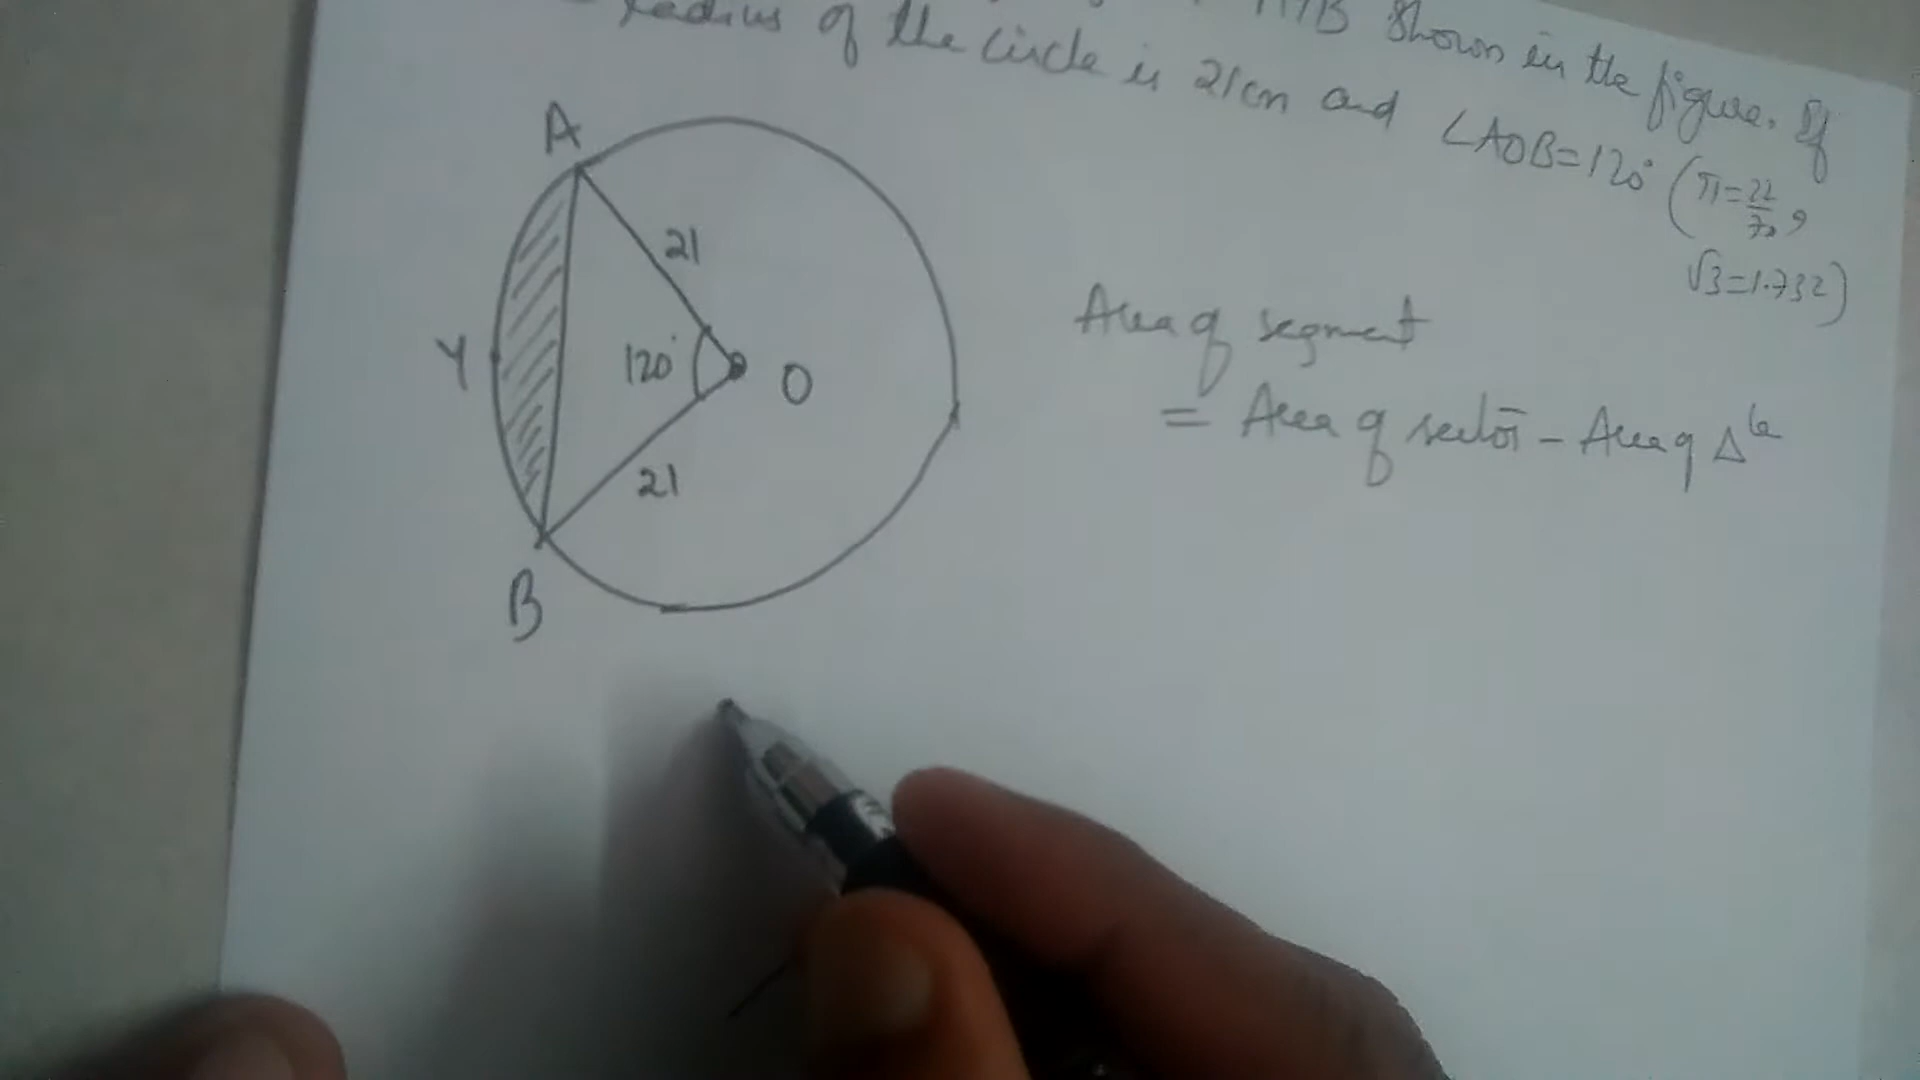 AYB shown in the figure. If
radius of the circle is 21cm and ∠AOB=120° (π=22/7,
√3=1.732)
A
21
Y
120°
O
21
B
Area of segment
= Area of sector - Area of Δle